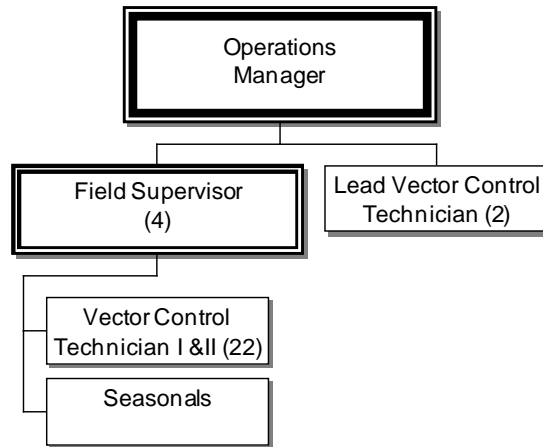 Operations
Manager
Field Supervisor
(4)
Lead Vector Control
Technician (2)
Vector Control
Technician I &II (22)
Seasonals